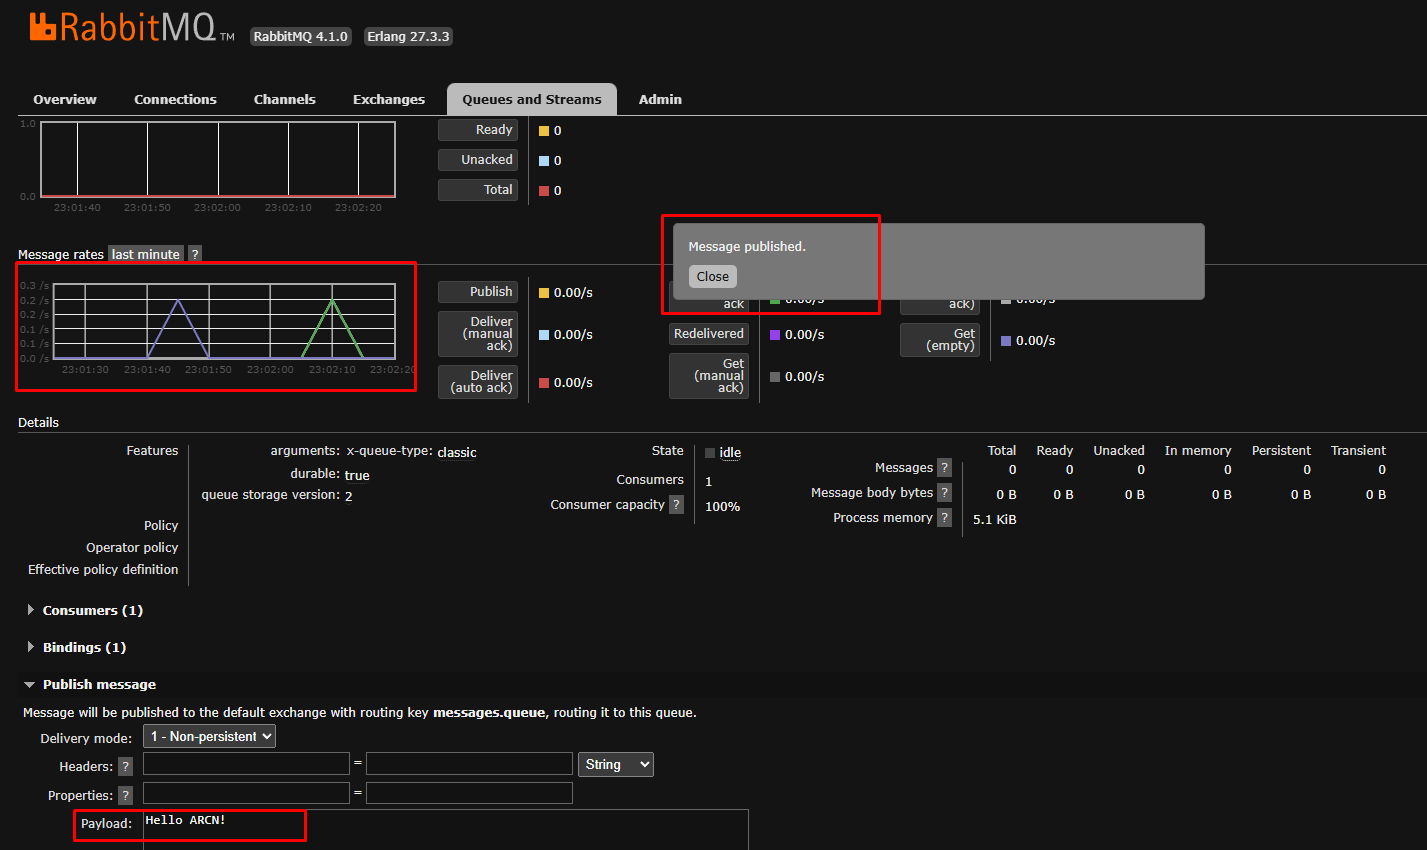 RabbitMQ TM RabbitMQ 4.1.0 Erlang 27.3.3
Overview Connections Channels Exchanges Queues and Streams Admin
1.0
0.0
23:01:40 23:01:50 23:02:00 23:02:10 23:02:20
Ready 0
Unacked 0
Total 0
Message published.
Close
Message rates last minute ?
0.3 /s
0.2 /s
0.2 /s
0.1 /s
0.1 /s
0.0 /s
23:01:30 23:01:40 23:01:50 23:02:00 23:02:10 23:02:20
Publish 0.00/s
Deliver
(manual
ack) 0.00/s
Deliver
(auto ack) 0.00/s
ack 0.00/s
Redelivered 0.00/s
Get
(manual
ack) 0.00/s
ack) 0.00/s
Get
(empty) 0.00/s
Details
Features arguments: x-queue-type: classic
durable: true
queue storage version: 2
Policy
Operator policy
Effective policy definition
State idle
Consumers 1
Consumer capacity ? 100%
Total Ready Unacked In memory Persistent Transient
Messages ? 0 0 0 0 0 0
Message body bytes ? 0 B 0 B 0 B 0 B 0 B 0 B
Process memory ? 5.1 KiB
Consumers (1)
Bindings (1)
Publish message
Message will be published to the default exchange with routing key messages.queue, routing it to this queue.
Delivery mode: 1 - Non-persistent
Headers: ? = String
Properties: ? =
Payload: Hello ARCN!